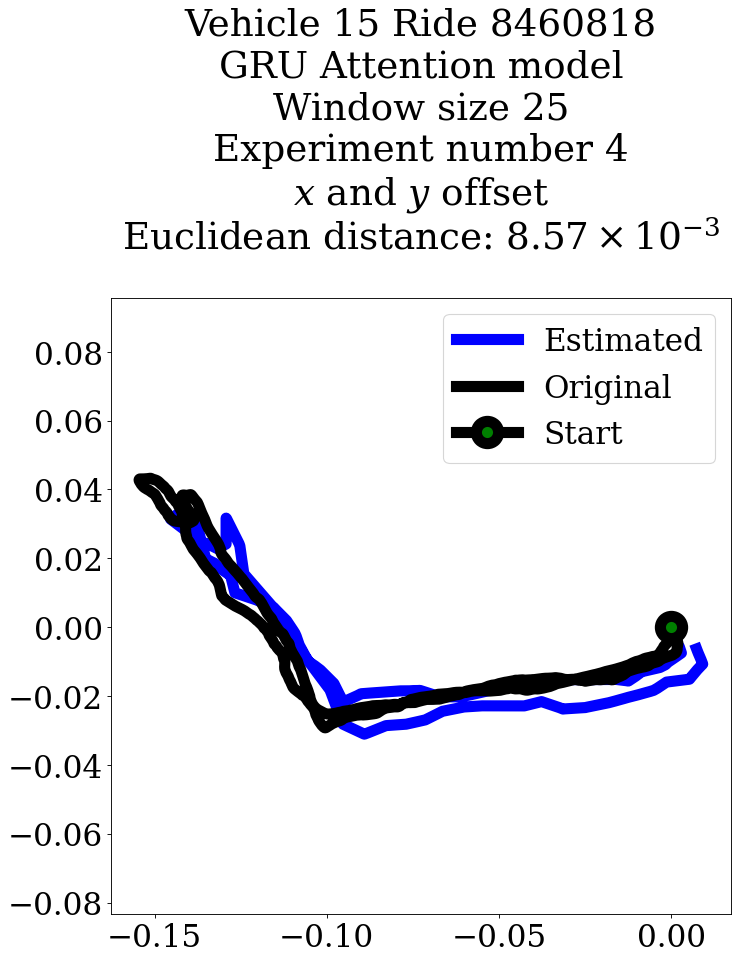 Vehicle 15 Ride 8460818
GRU Attention model
Window size 25
Experiment number 4
x and y offset
Euclidean distance: 8.57 × 10⁻³
Estimated
Original
Start
0.08
0.06
0.04
0.02
0.00
−0.02
−0.04
−0.06
−0.08
−0.15 −0.10 −0.05 0.00